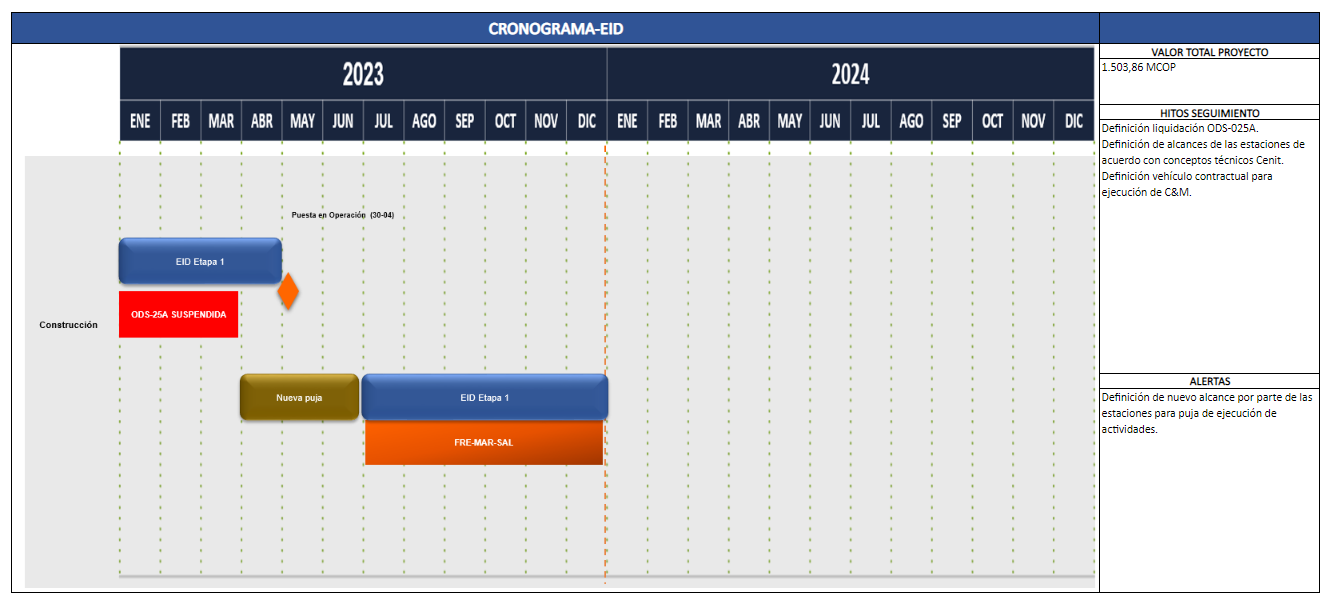 CRONOGRAMA-EID
2023 2024
ENE FEB MAR ABR MAY JUN JUL AGO SEP OCT NOV DIC ENE FEB MAR ABR MAY JUN JUL AGO SEP OCT NOV DIC
Puesta en Operación (30-04)
EID Etapa 1
ODS-25A SUSPENDIDA
Construcción
Nueva puja
EID Etapa 1
FRE-MAR-SAL
VALOR TOTAL PROYECTO
1.503,86 MCOP
HITOS SEGUIMIENTO
Definición liquidación ODS-025A.
Definición de alcances de las estaciones de
acuerdo con conceptos técnicos Cenit.
Definición vehículo contractual para
ejecución de C&M.
ALERTAS
Definición de nuevo alcance por parte de las
estaciones para puja de ejecución de
actividades.